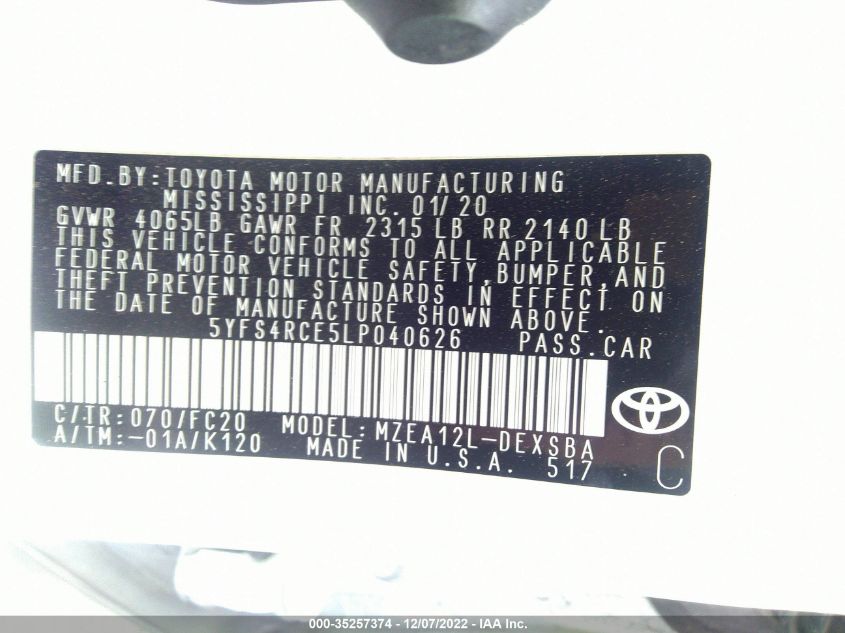 MFD.BY:TOYOTA MOTOR MANUFACTURING
MISSISSIPPI INC. 01/20
GVWR 4065LB GAWR FR 2315 LB RR 2140 LB
THIS VEHICLE CONFORMS TO ALL APPLICABLE
FEDERAL MOTOR VEHICLE SAFETY, BUMPER, AND
THEFT PREVENTION STANDARDS IN EFFECT ON
THE DATE OF MANUFACTURE SHOWN ABOVE.
5YFS4RCE5LP040626 PASS.CAR
C/TR: 070/FC20 MODEL: MZEA12L-DEXSBA
A/TM:-01A/K120 MADE IN U.S.A. 517
C
000-35257374 - 12/07/2022 - IAA Inc.